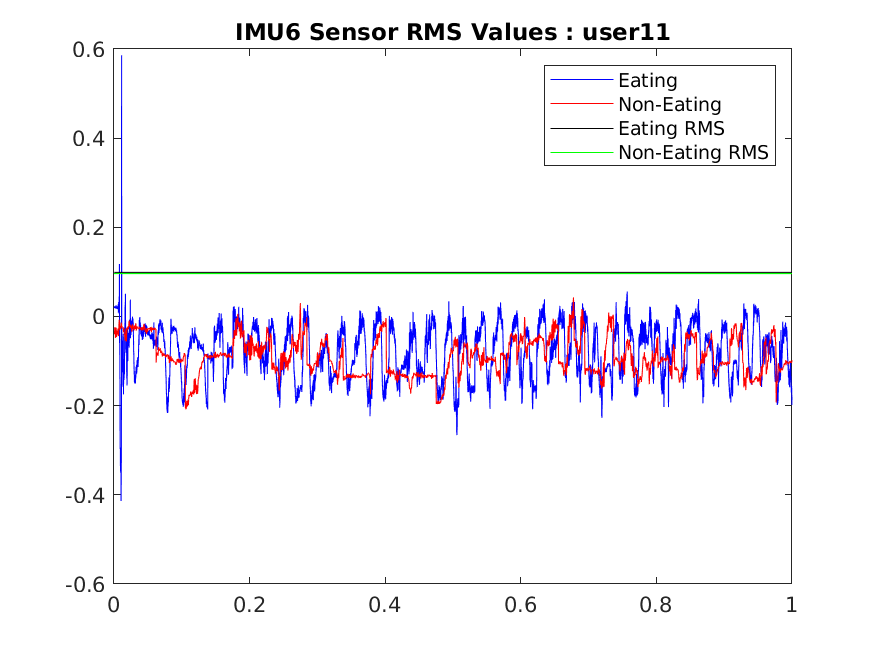 IMU6 Sensor RMS Values : user11
Eating
Non-Eating
Eating RMS
Non-Eating RMS
0.6
0.4
0.2
0
-0.2
-0.4
-0.6
0 0.2 0.4 0.6 0.8 1